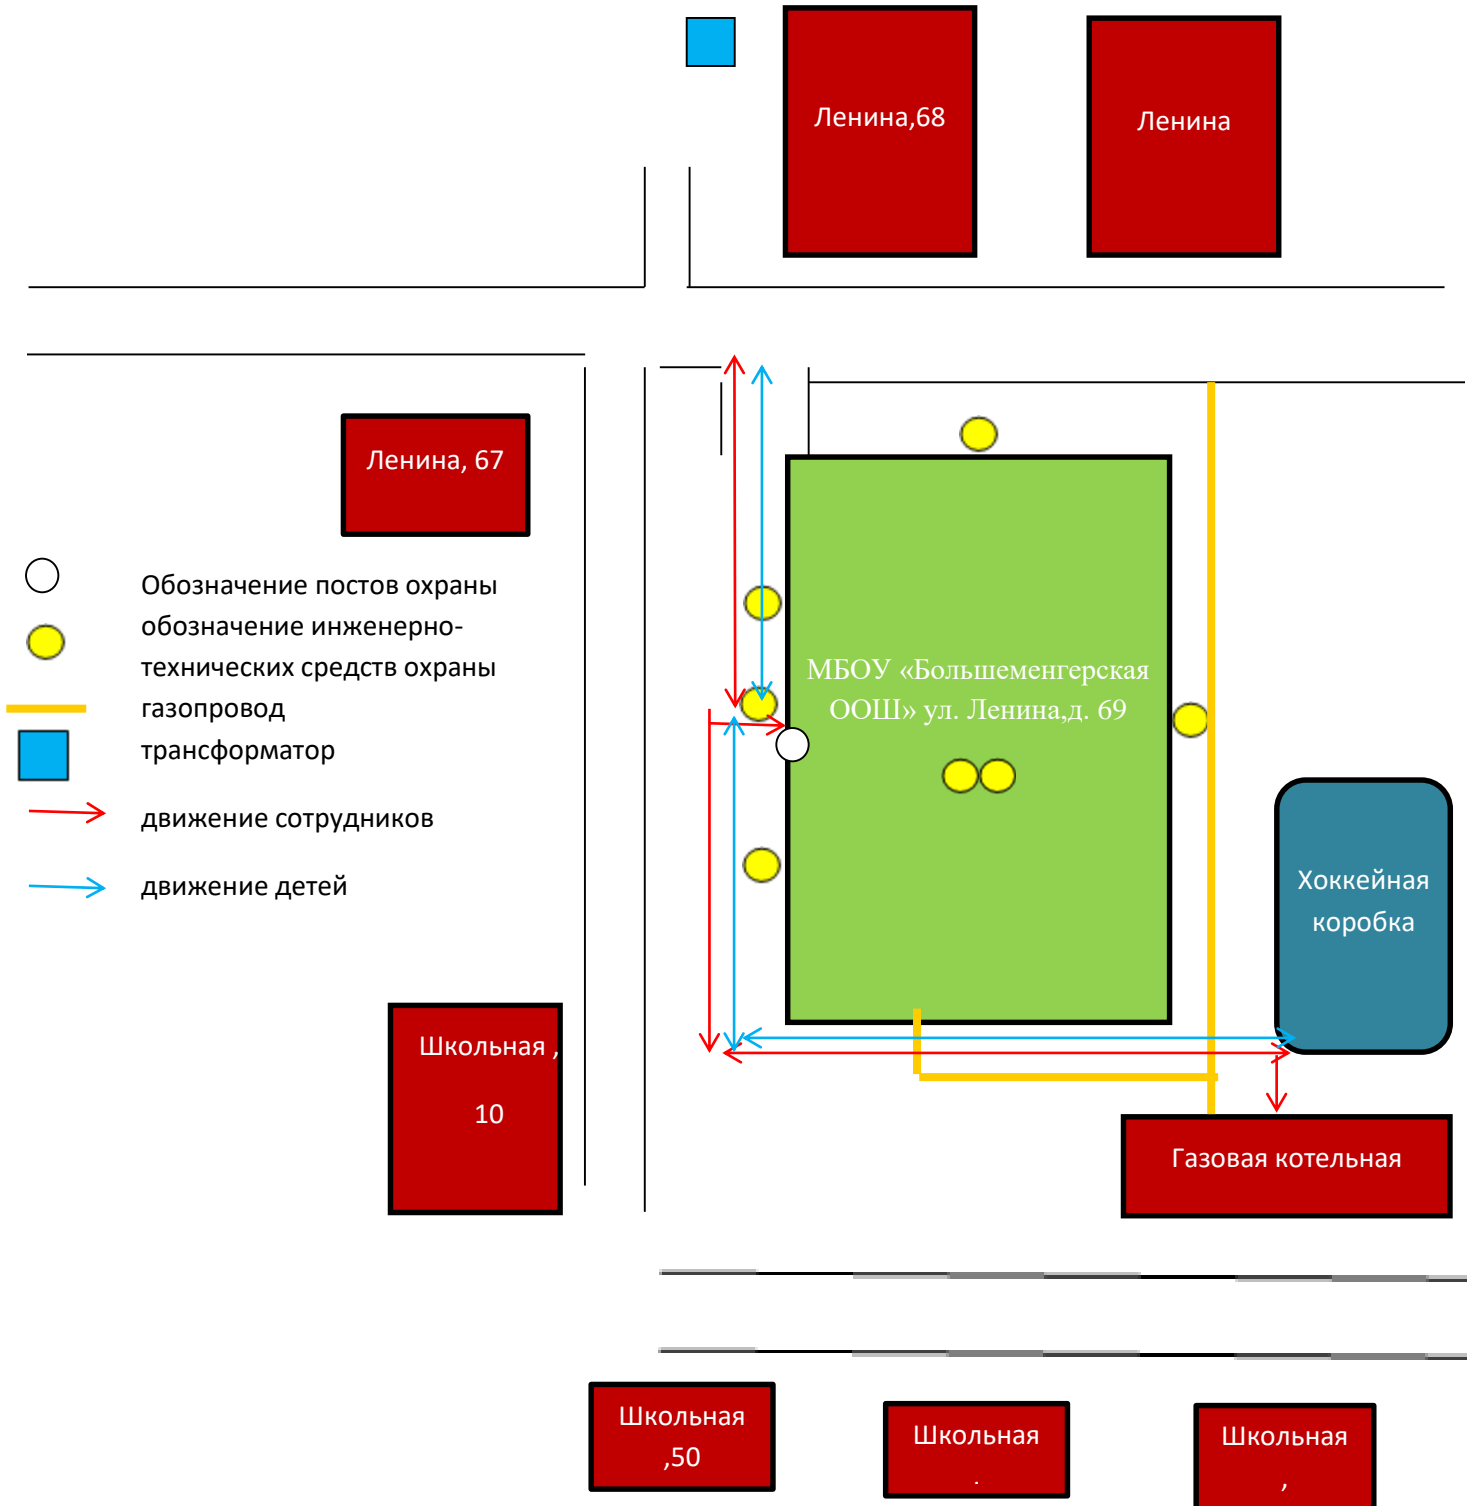 Ленина,68
Ленина
Ленина, 67
Обозначение постов охраны
обозначение инженерно-
технических средств охраны
газопровод
трансформатор
движение сотрудников
движение детей
МБОУ «Большеменгерская
ООШ» ул. Ленина,д. 69
Хоккейная
коробка
Школьная ,
10
Газовая котельная
Школьная
,50
Школьная
.
Школьная
,